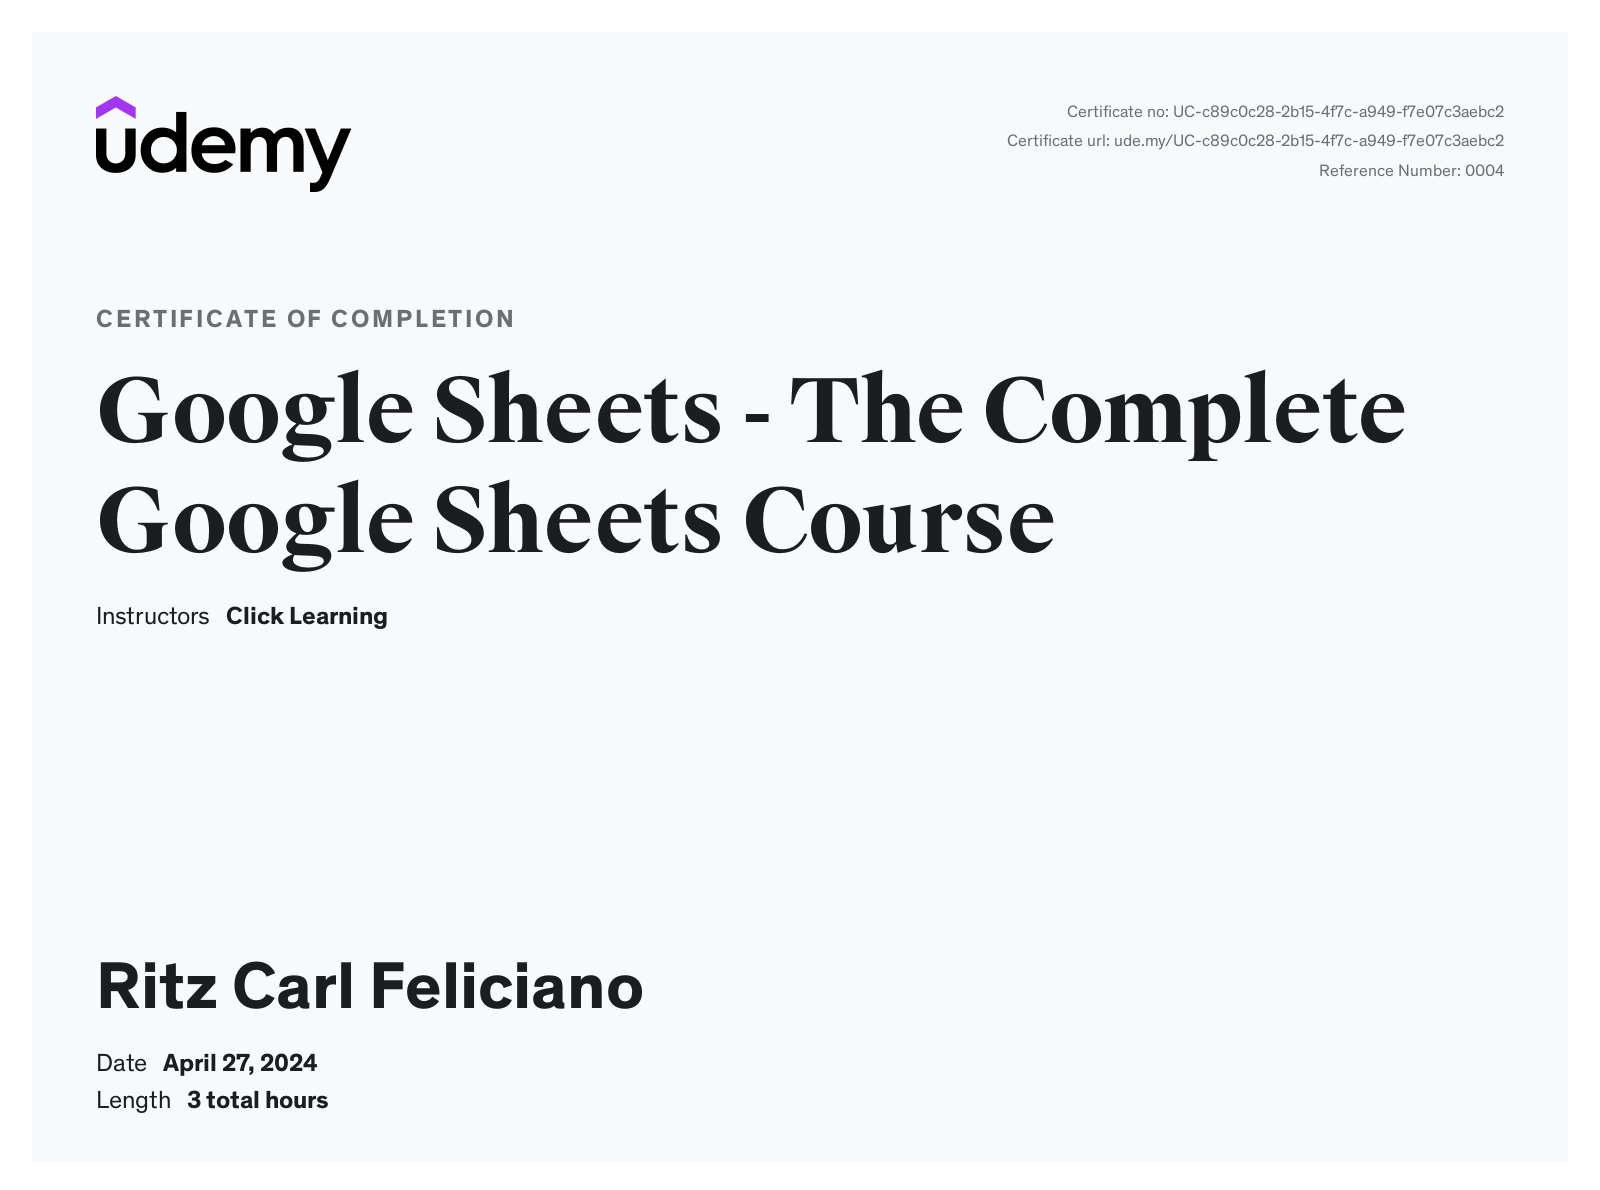 udemy
Certificate no: UC-c89c0c28-2b15-4f7c-a949-f7e07c3aebc2
Certificate url: ude.my/UC-c89c0c28-2b15-4f7c-a949-f7e07c3aebc2
Reference Number: 0004
CERTIFICATE OF COMPLETION
Google Sheets - The Complete
Google Sheets Course
Instructors Click Learning
Ritz Carl Feliciano
Date April 27, 2024
Length 3 total hours